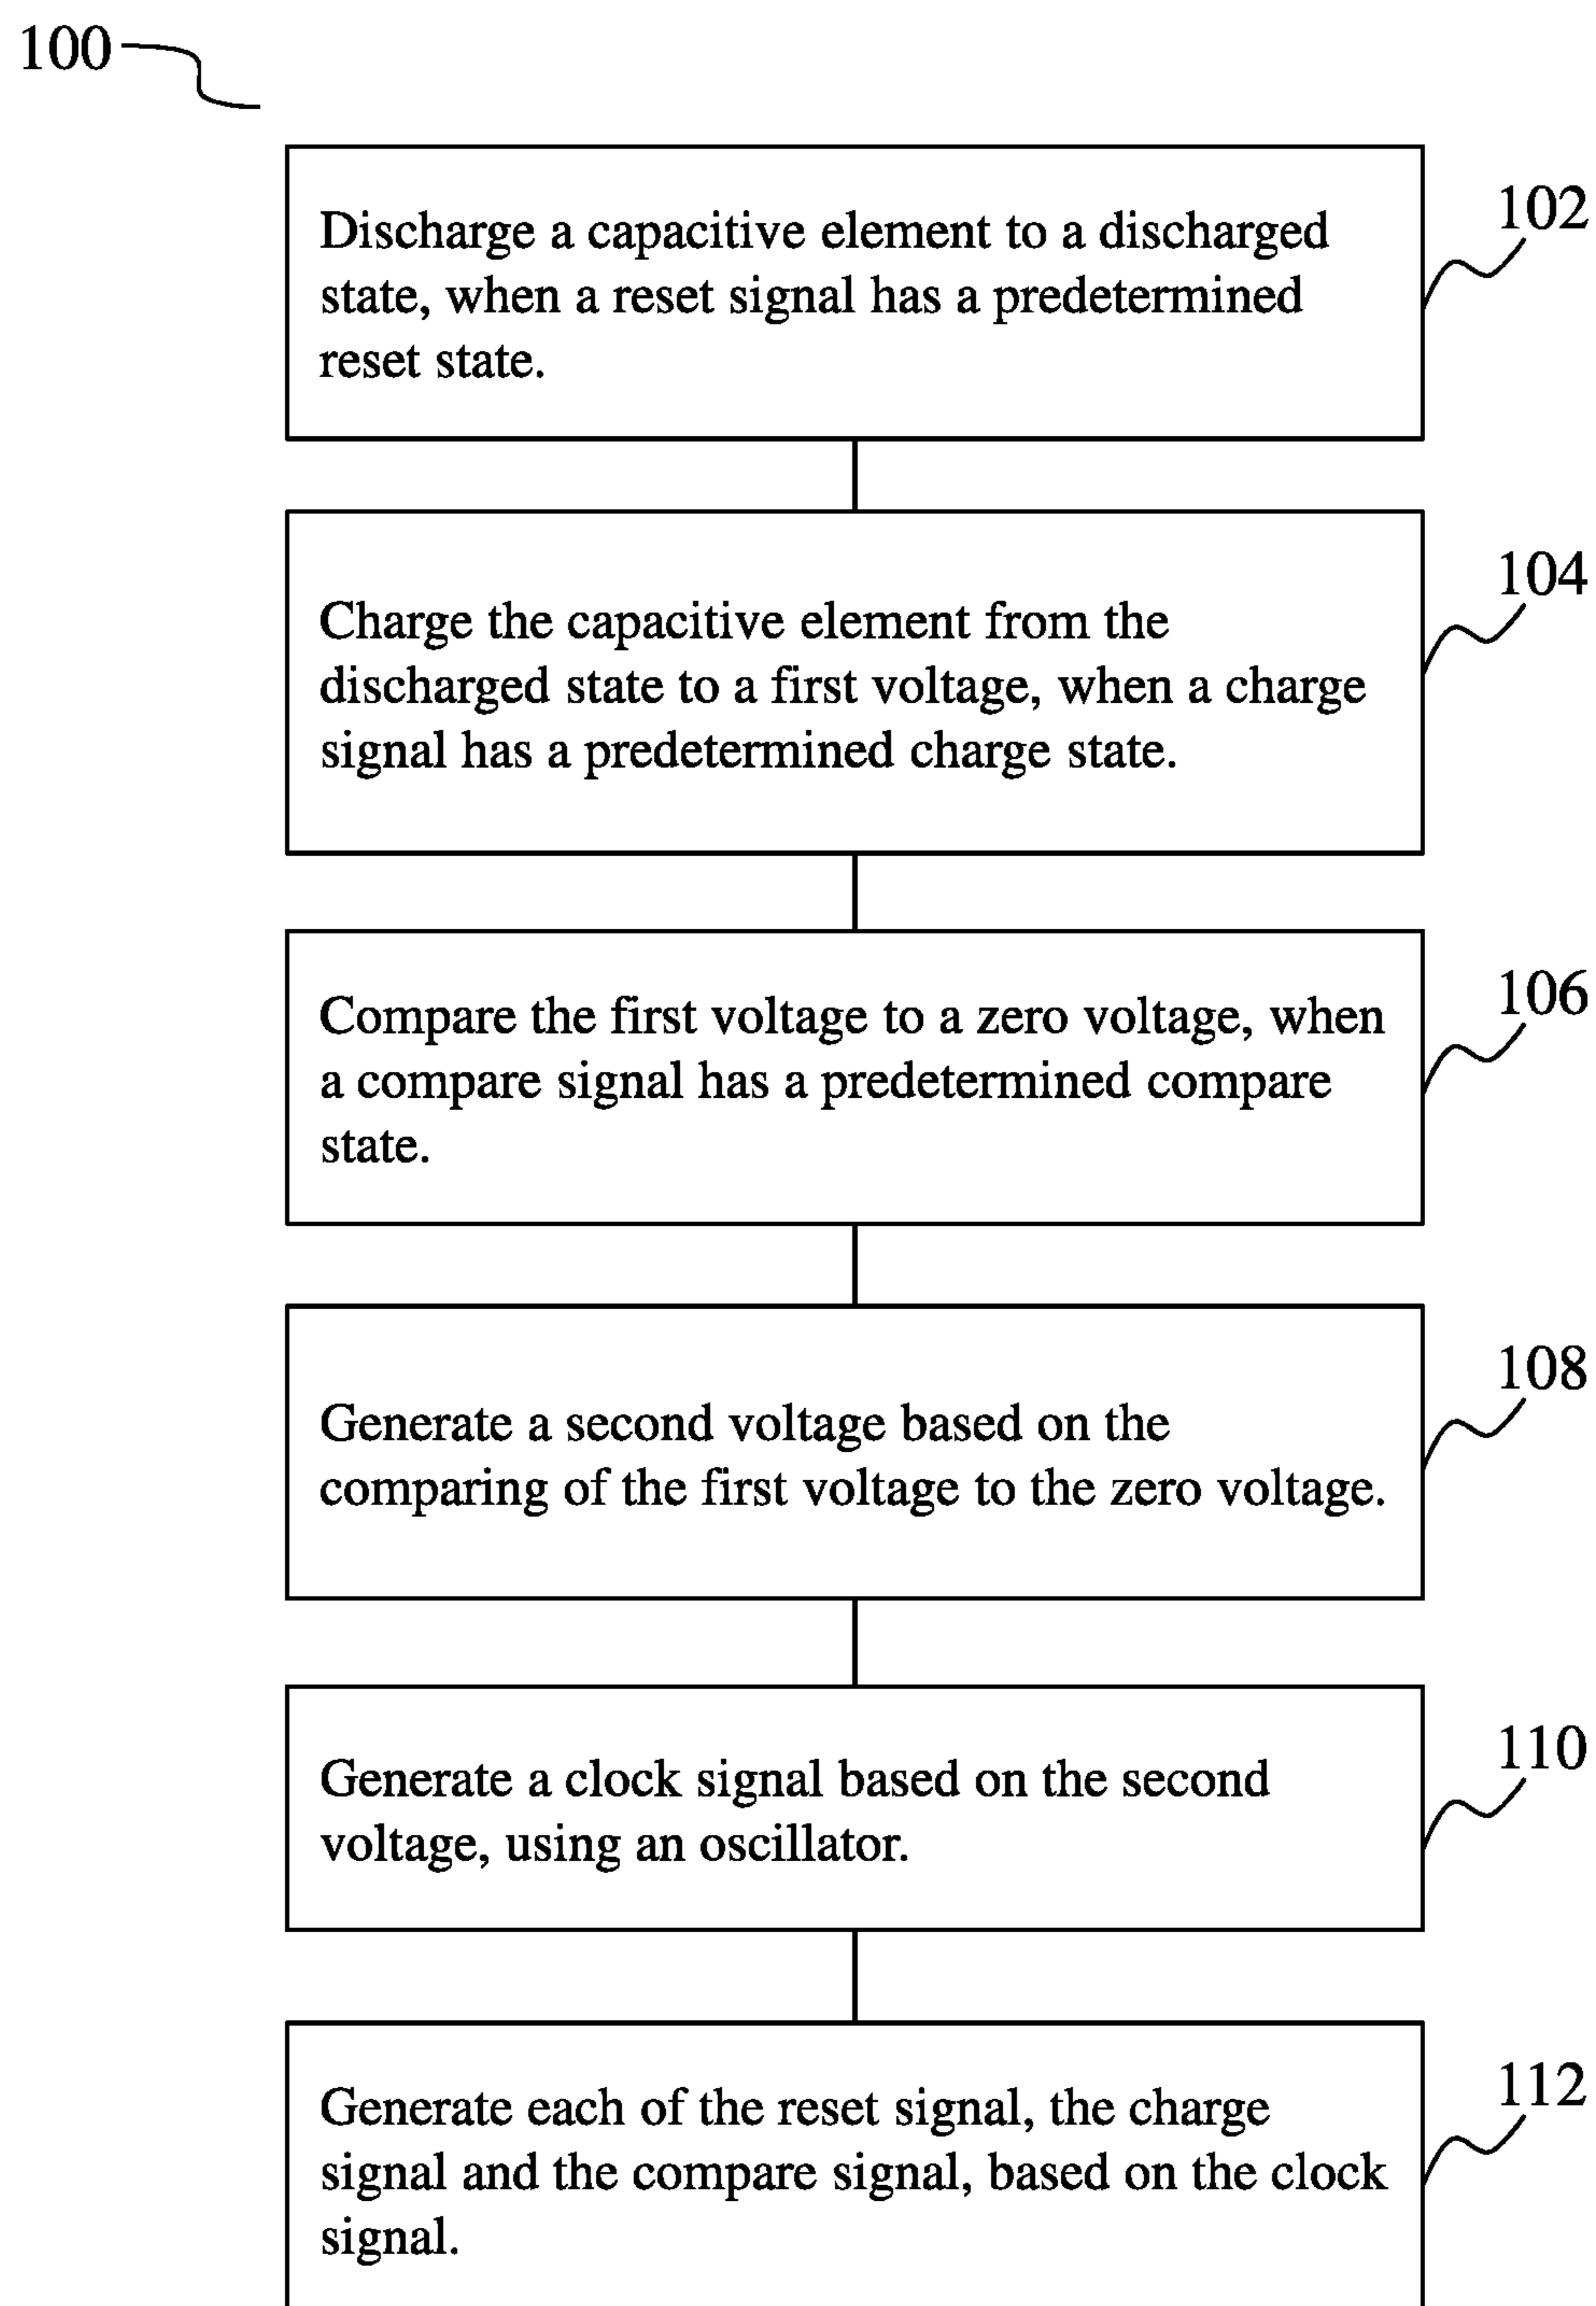 100
102
Discharge a capacitive element to a discharged
state, when a reset signal has a predetermined
reset state.
104
Charge the capacitive element from the
discharged state to a first voltage, when a charge
signal has a predetermined charge state.
106
Compare the first voltage to a zero voltage, when
a compare signal has a predetermined compare
state.
108
Generate a second voltage based on the
comparing of the first voltage to the zero voltage.
110
Generate a clock signal based on the second
voltage, using an oscillator.
112
Generate each of the reset signal, the charge
signal and the compare signal, based on the clock
signal.